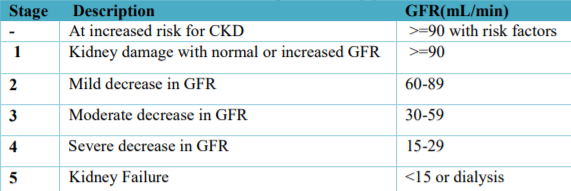 Stage Description GFR(mL/min)
- At increased risk for CKD >=90 with risk factors
1 Kidney damage with normal or increased GFR >=90
2 Mild decrease in GFR 60-89
3 Moderate decrease in GFR 30-59
4 Severe decrease in GFR 15-29
5 Kidney Failure <15 or dialysis